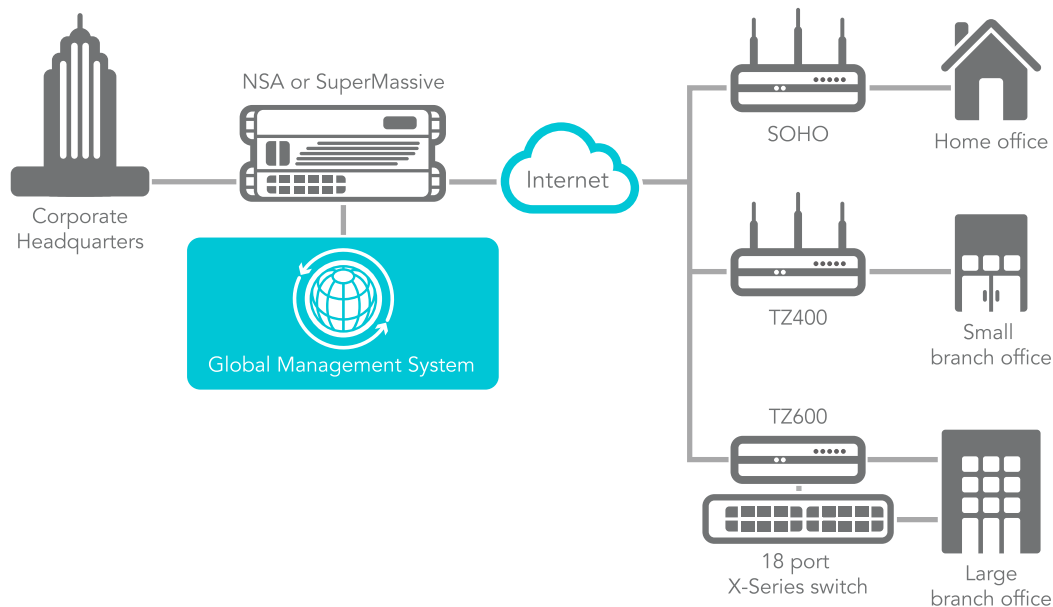 NSA or SuperMassive
Corporate
Headquarters
Global Management System
Internet
SOHO
Home office
TZ400
Small
branch office
TZ600
18 port
X-Series switch
Large
branch office